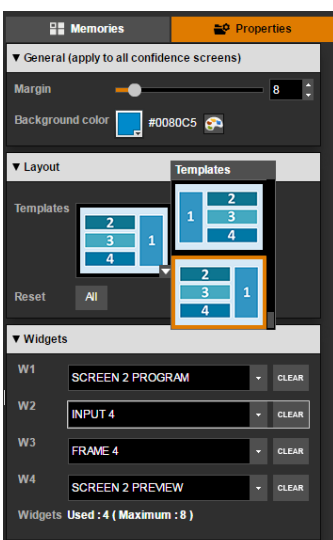 Memories
Properties
▼ General (apply to all confidence screens)
Margin
8
Background color
#0080C5
▼ Layout
Templates
Templates
2
3
4
1
1
2
3
4
2
3
4
1
Reset
All
▼ Widgets
W1
SCREEN 2 PROGRAM
CLEAR
W2
INPUT 4
CLEAR
W3
FRAME 4
CLEAR
W4
SCREEN 2 PREVIEW
CLEAR
Widgets Used : 4 ( Maximum : 8 )